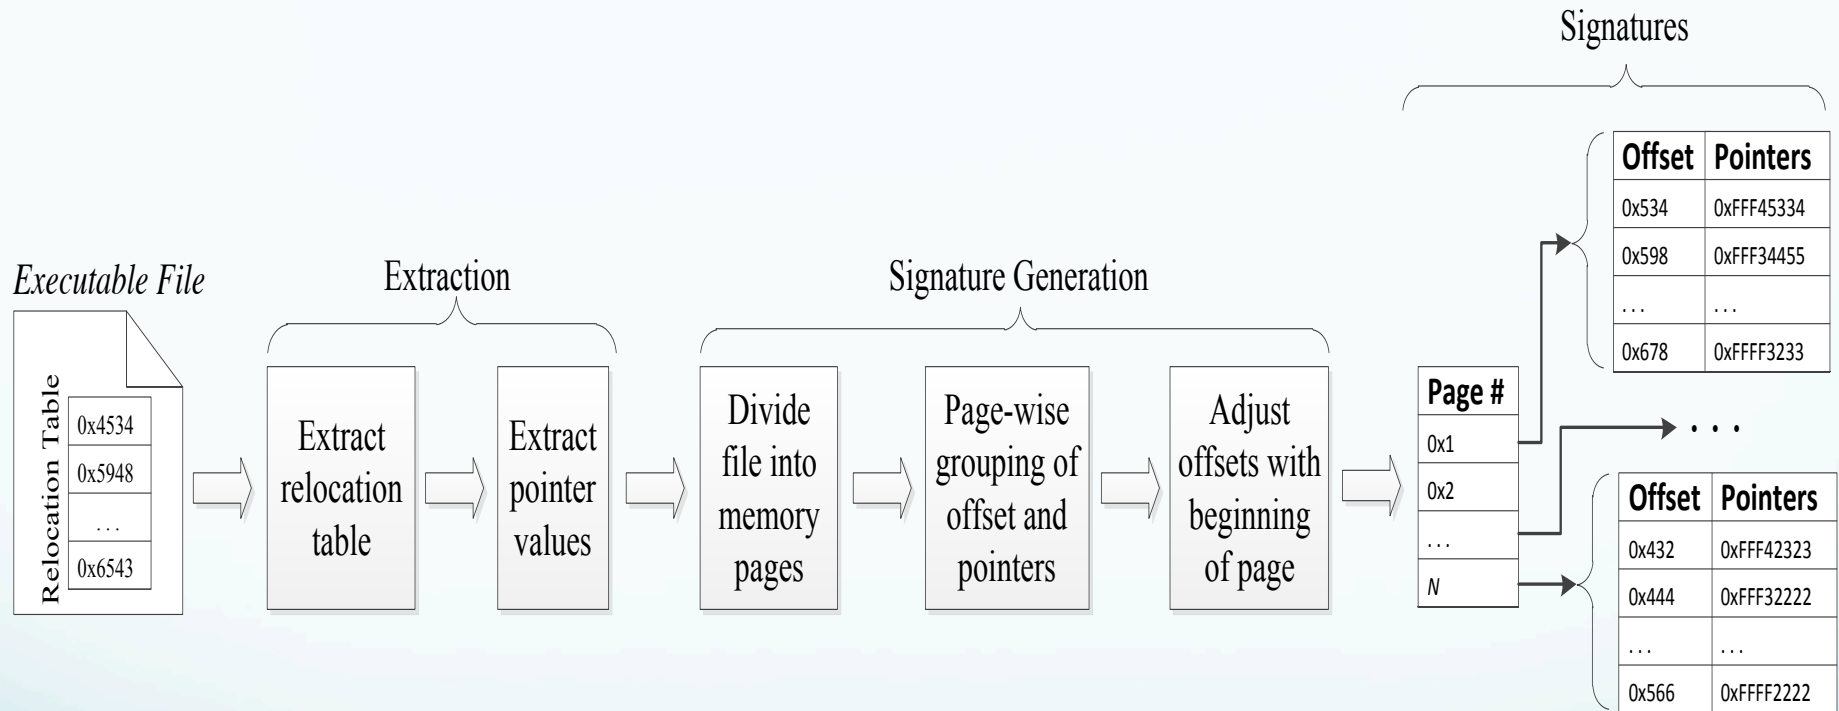 Signatures
Offset Pointers
0x534 0xFFF45334
0x598 0xFFF34455
... ...
0x678 0xFFFF3233
Executable File
Extraction
Signature Generation
Relocation Table
0x4534
0x5948
...
0x6543
Extract
relocation
table
Extract
pointer
values
Divide
file into
memory
pages
Page-wise
grouping of
offset and
pointers
Adjust
offsets with
beginning
of page
Page #
0x1
0x2
...
N
...
Offset Pointers
0x432 0xFFF42323
0x444 0xFFF32222
... ...
0x566 0xFFFF2222